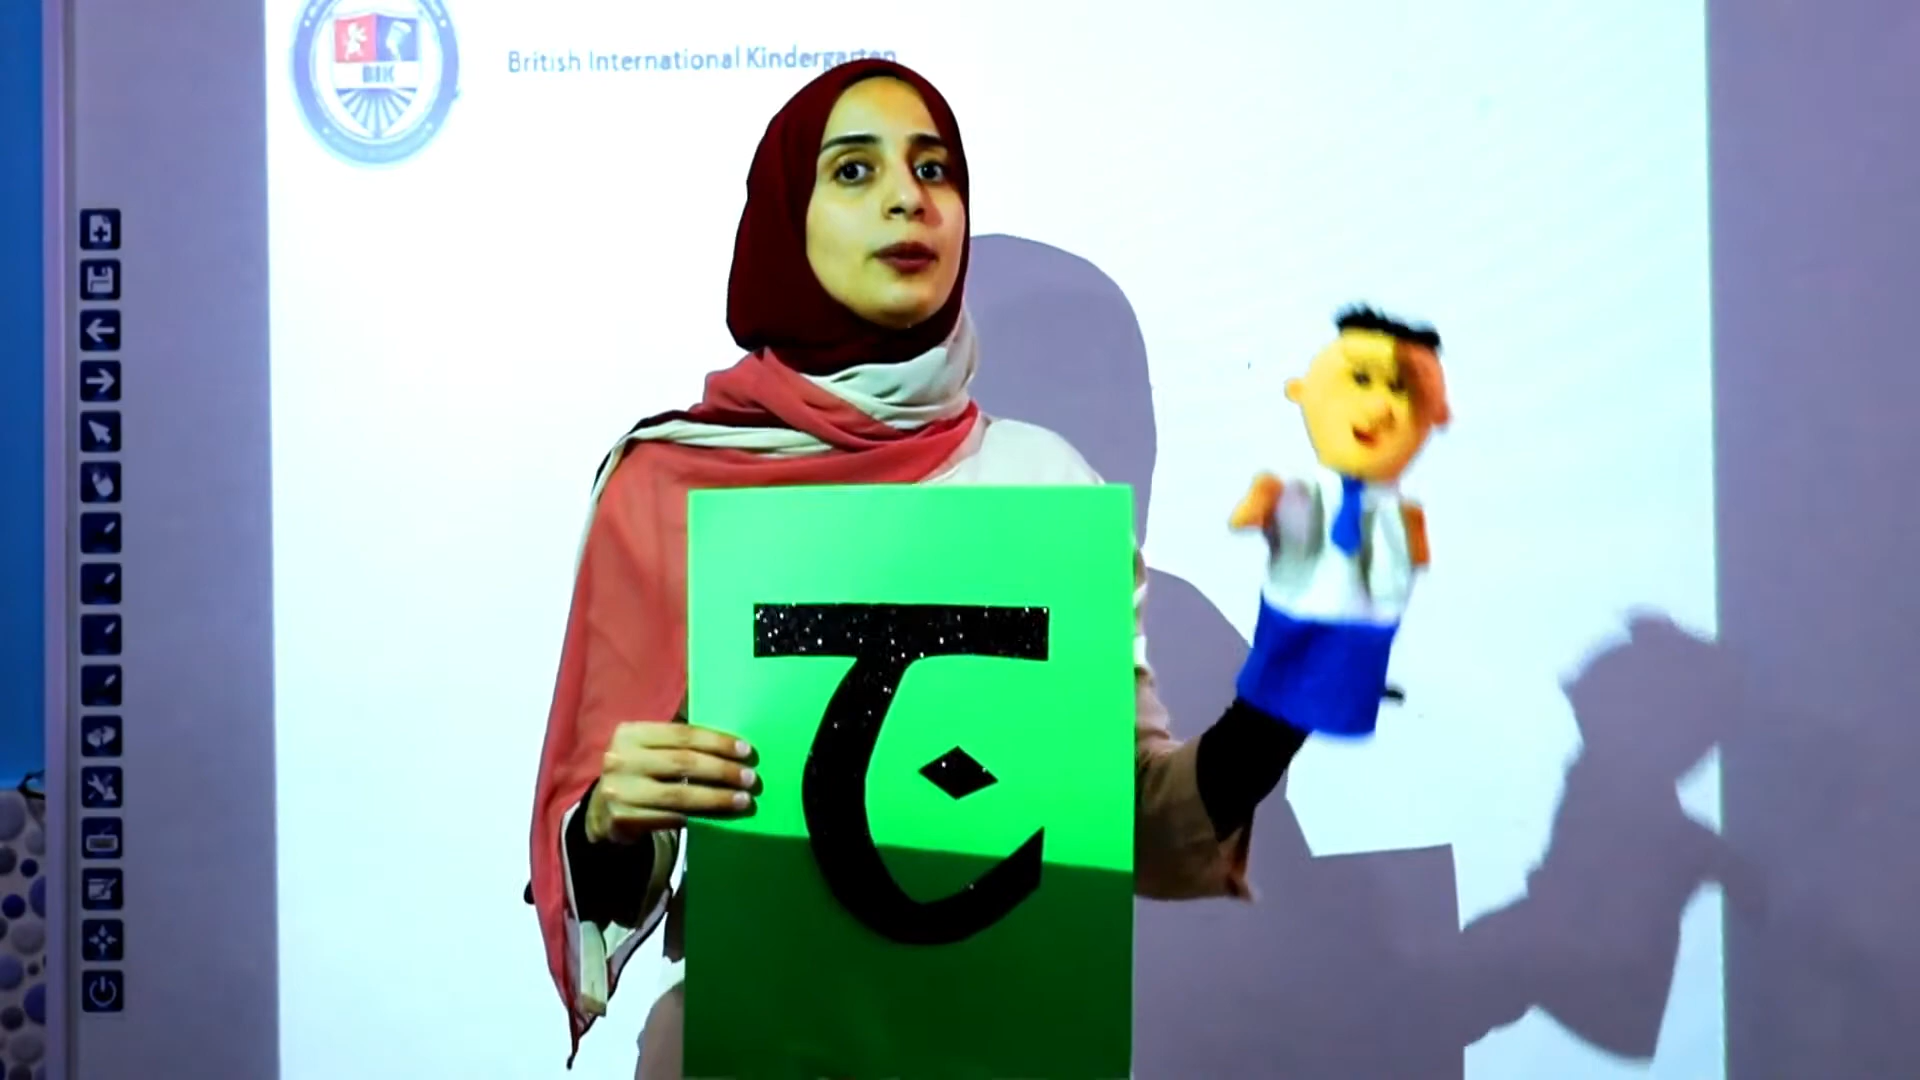 British International Kindergarten
BIK
ج